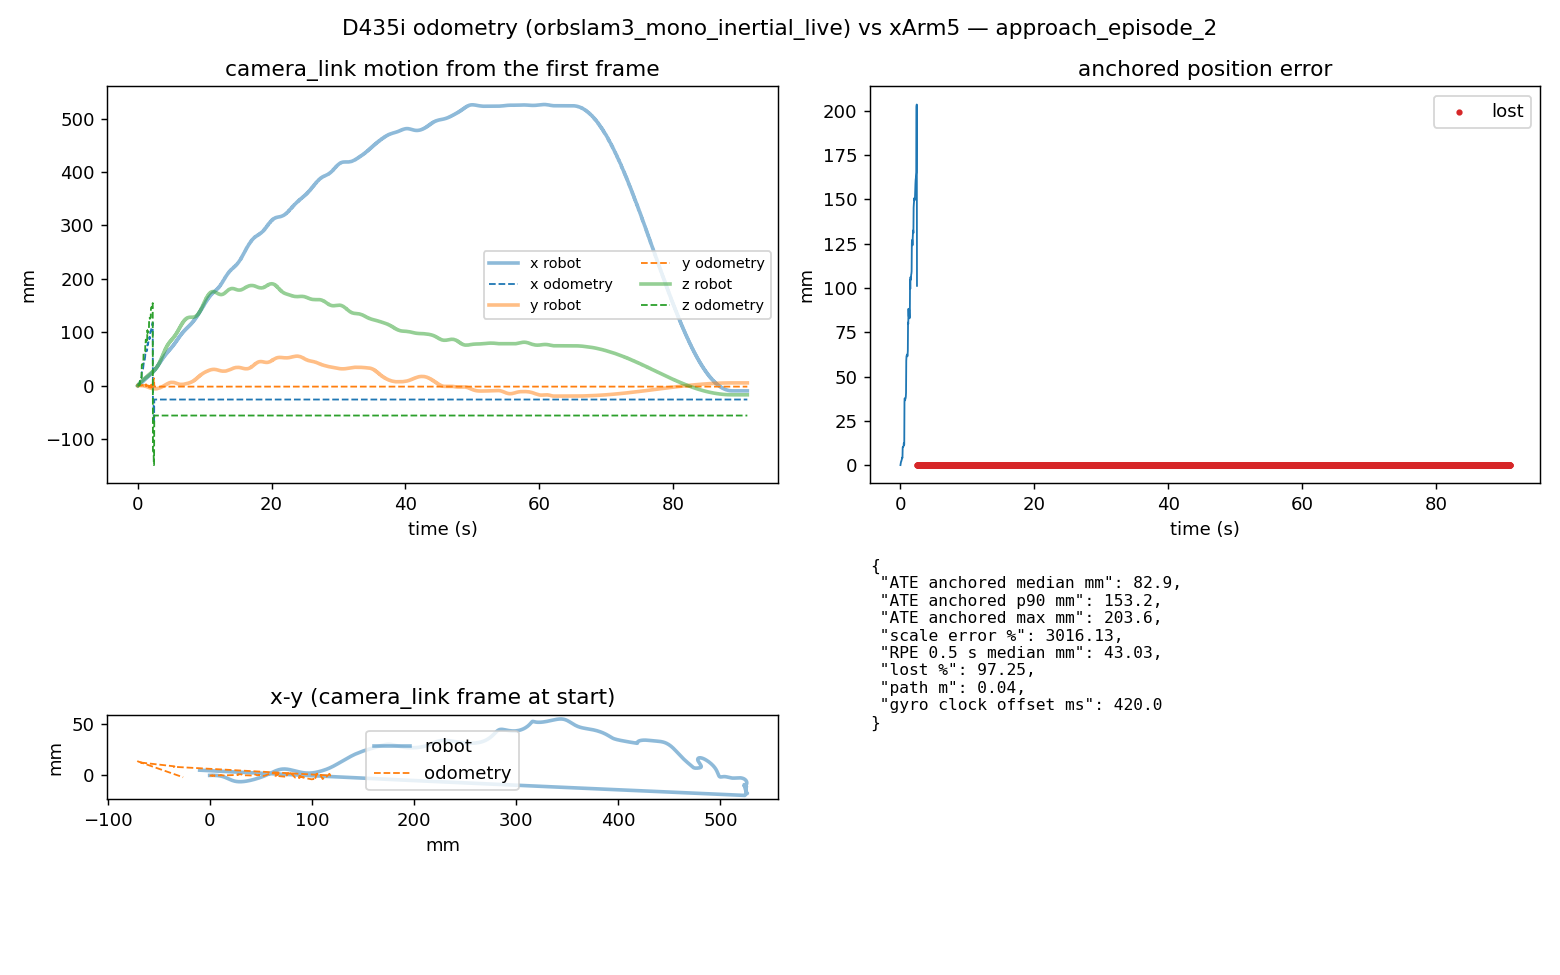 D435i odometry (orbslam3_mono_inertial_live) vs xArm5 — approach_episode_2
camera_link motion from the first frame
mm
500
400
300
200
100
0
−100
0 20 40 60 80
time (s)
x robot
x odometry
y robot
y odometry
z robot
z odometry
anchored position error
mm
200
175
150
125
100
75
50
25
0
0 20 40 60 80
time (s)
lost
x-y (camera_link frame at start)
mm
50
0
−100 0 100 200 300 400 500
mm
robot
odometry
{
"ATE anchored median mm": 82.9,
"ATE anchored p90 mm": 153.2,
"ATE anchored max mm": 203.6,
"scale error %": 3016.13,
"RPE 0.5 s median mm": 43.03,
"lost %": 97.25,
"path m": 0.04,
"gyro clock offset ms": 420.0
}